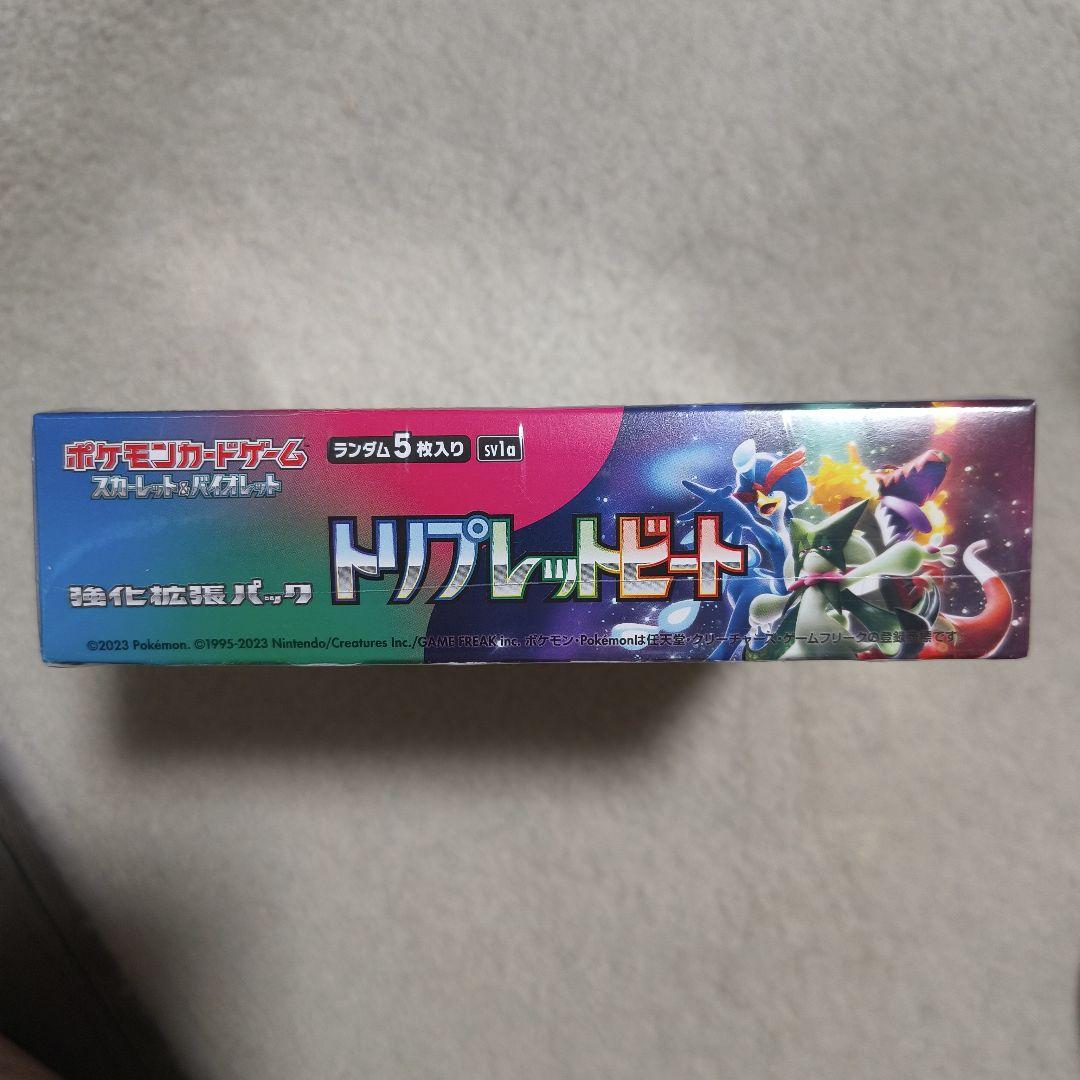 ポケモンカードゲーム™
スカーレット&バイオレット
ランダム5枚入り
sv1a
トリプレットビート
強化拡張パック
©2023 Pokémon. ©1995-2023 Nintendo/Creatures Inc./GAME FREAK inc. ポケモン・Pokémonは任天堂・クリーチャーズ・ゲームフリークの登録商標です。